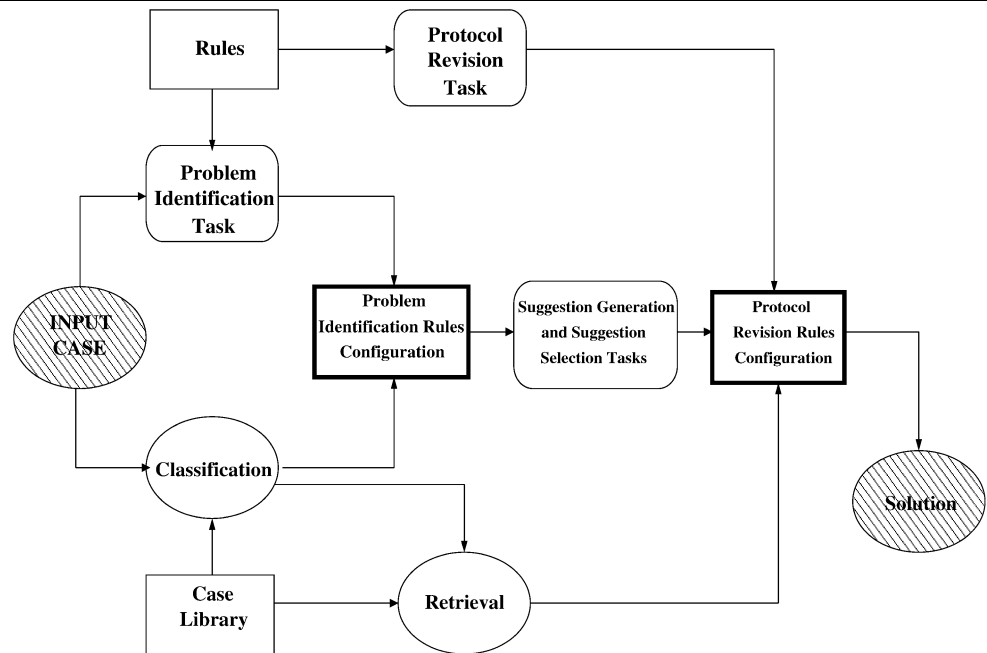 Rules
Protocol
Revision
Task
Problem
Identification
Task
INPUT
CASE
Problem
Identification Rules
Configuration
Suggestion Generation
and Suggestion
Selection Tasks
Protocol
Revision Rules
Configuration
Classification
Solution
Case
Library
Retrieval